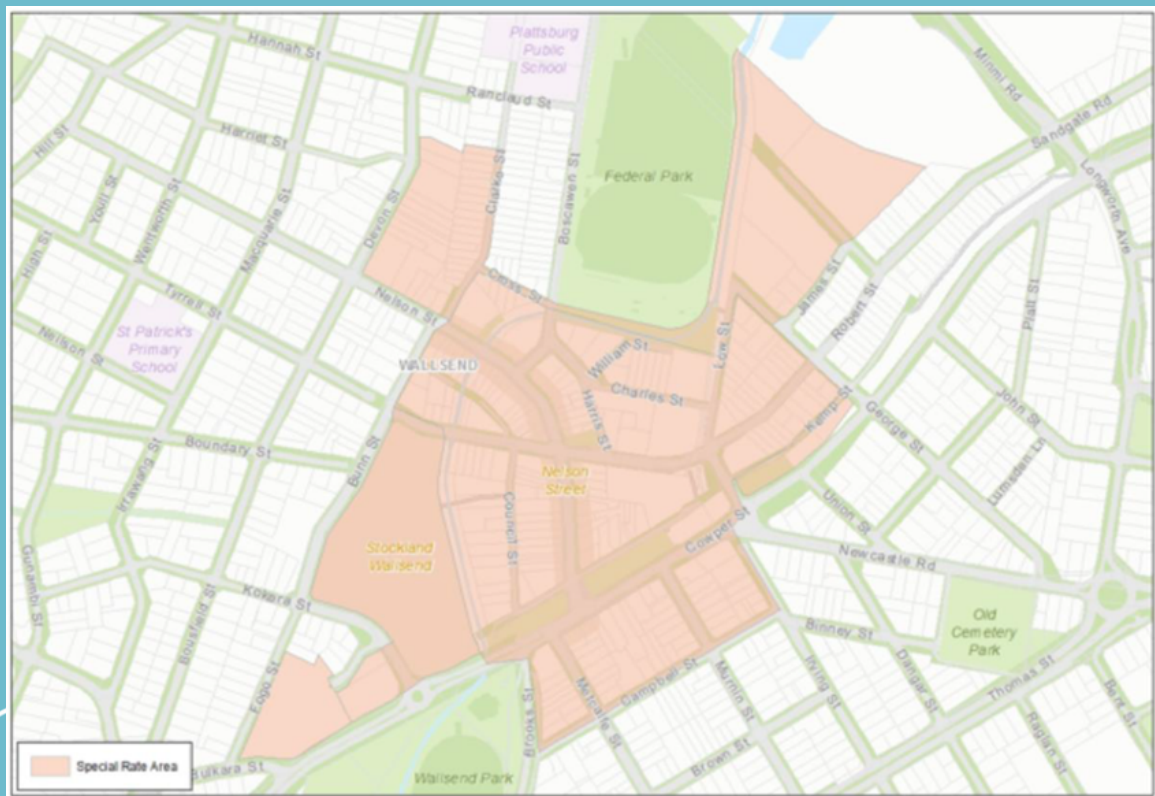 Plattsburg
Public
School
Hannah St
Minmi Rd
Ranclaud St
Sandgate Rd
Hill St
Harriet St
Longworth Ave
Clarke St
Boscawen St
Federal Park
Youll St
Wentworth St
Macquarie St
Devon St
High St
Tyrrell St
Cross St
James St
Robert St
Platt St
Nelson St
St Patrick's
Primary
School
Neilson St
WALLSEND
William St
Low St
Charles St
Harris St
Kemp St
George St
John St
Lumsden Ln
Boundary St
Bunn St
Irrawang St
Nelson
Street
Council St
Union St
Cowper St
Newcastle Rd
Stockland
Wallsend
Gunambi St
Kokera St
Bousfield St
Old
Cemetery
Park
Binney St
Fogo St
Campbell St
Metcalfe St
Murnin St
Irving St
Dangar St
Thomas St
Brooks St
Brown St
Raglan St
Bent St
Bulkara St
Wallsend Park
Special Rate Area